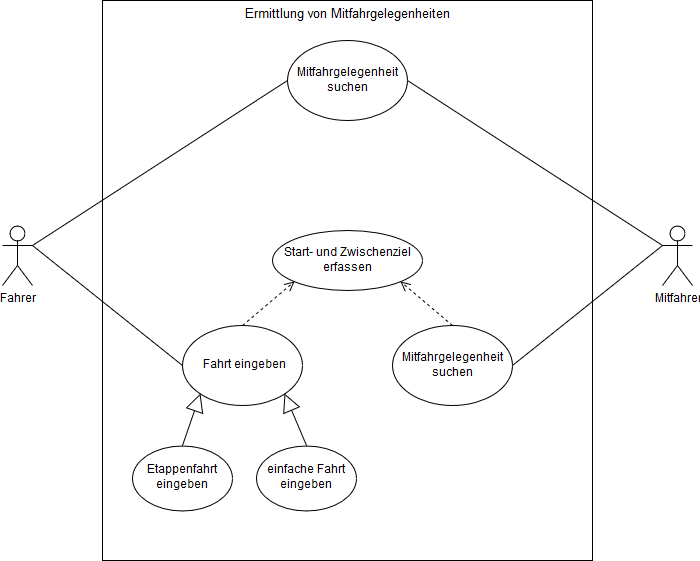 Ermittlung von Mitfahrgelegenheiten
Mitfahrgelegenheit
suchen
Start- und Zwischenziel
erfassen
Fahrer
Mitfahrer
Fahrt eingeben
Mitfahrgelegenheit
suchen
Etappenfahrt
eingeben
einfache Fahrt
eingeben